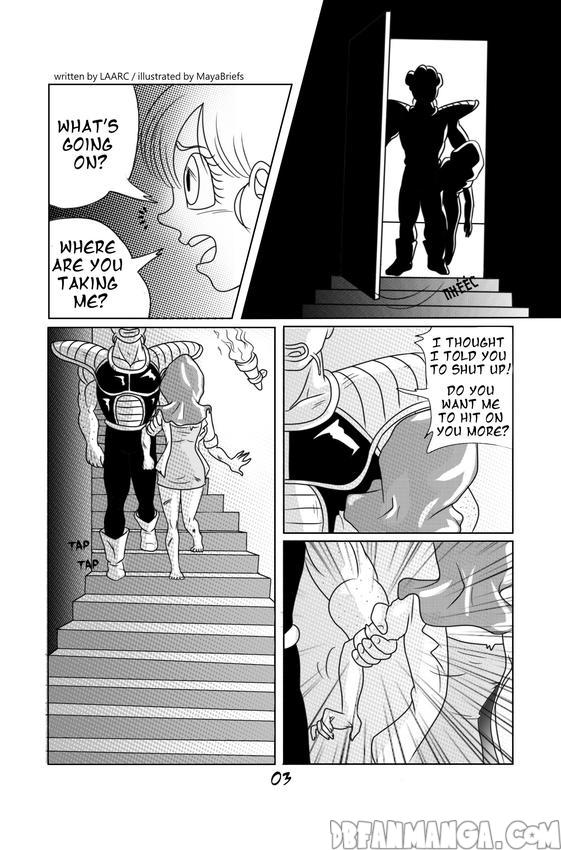 written by LAARC / illustrated by MayaBriefs
WHAT'S
GOING
ON?
WHERE
ARE YOU
TAKING
ME?
TAP
TAP
I THOUGHT
I TOLD YOU
TO SHUT UP!
DO YOU
WANT ME
TO HIT ON
YOU MORE?
03
DBFANMANGA.COM